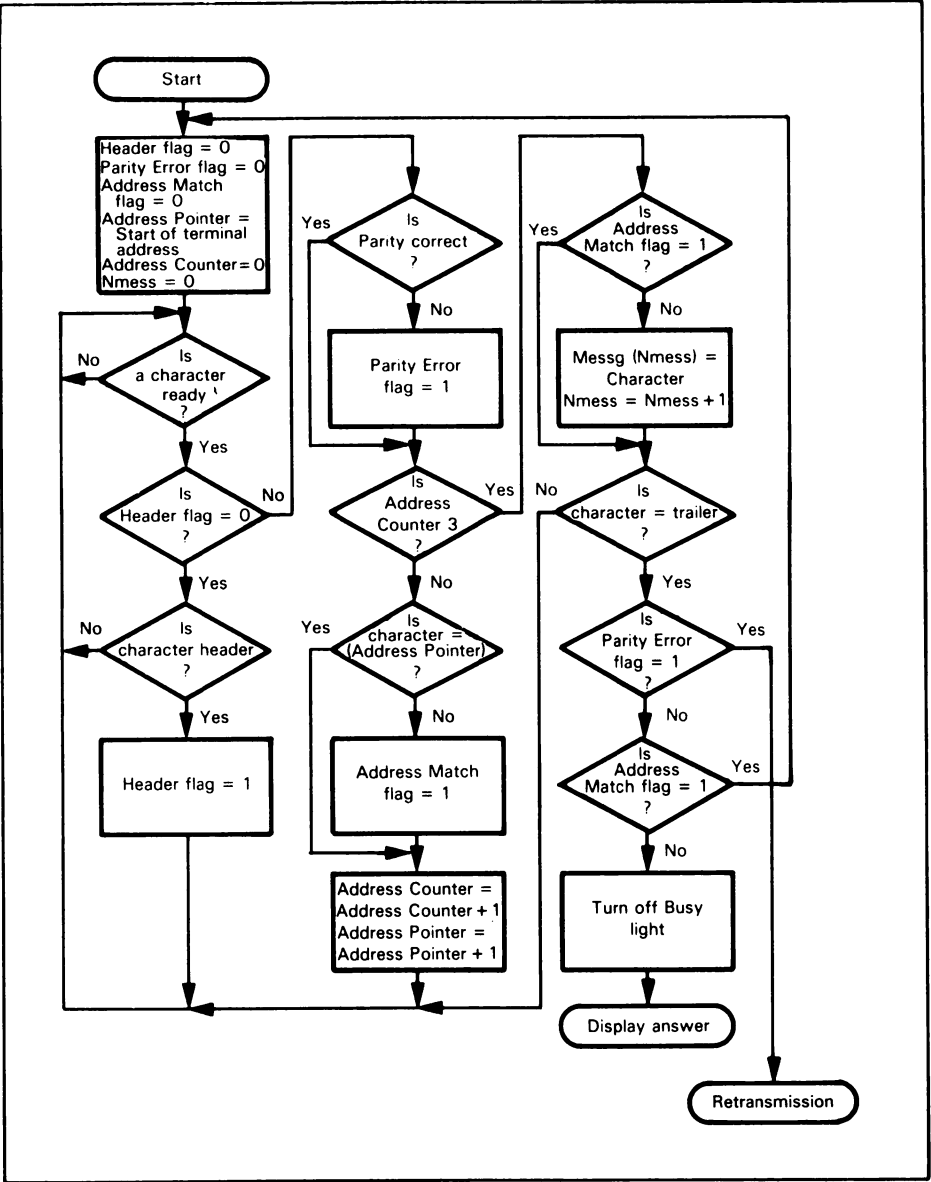 Start
Header flag = 0
Parity Error flag = 0
Address Match
flag = 0
Address Pointer =
Start of terminal
address
Address Counter = 0
Nmess = 0
Is
a character
ready
?
No
Yes
Is
Header flag = 0
?
No
Yes
Is
character header
?
No
Yes
Header flag = 1
Is
Parity correct
?
Yes
No
Parity Error
flag = 1
Is
Address
Counter 3
?
Yes
No
Is
character =
(Address Pointer)
?
Yes
No
Address Match
flag = 1
Address Counter =
Address Counter + 1
Address Pointer =
Address Pointer + 1
Is
Address
Match flag = 1
?
Yes
No
Messg (Nmess) =
Character
Nmess = Nmess + 1
Is
character = trailer
?
No
Yes
Is
Parity Error
flag = 1
?
Yes
No
Is
Address
Match flag = 1
?
Yes
No
Turn off Busy
light
Display answer
Retransmission